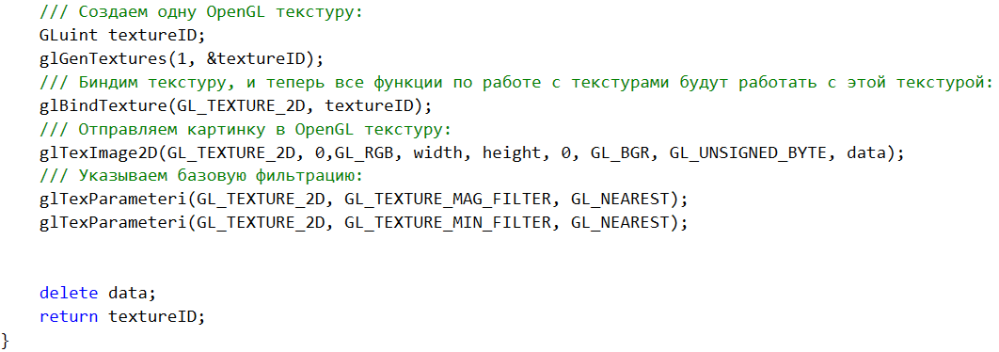 /// Создаем одну OpenGL текстуру:
GLuint textureID;
glGenTextures(1, &textureID);
/// Биндим текстуру, и теперь все функции по работе с текстурами будут работать с этой текстурой:
glBindTexture(GL_TEXTURE_2D, textureID);
/// Отправляем картинку в OpenGL текстуру:
glTexImage2D(GL_TEXTURE_2D, 0,GL_RGB, width, height, 0, GL_BGR, GL_UNSIGNED_BYTE, data);
/// Указываем базовую фильтрацию:
glTexParameteri(GL_TEXTURE_2D, GL_TEXTURE_MAG_FILTER, GL_NEAREST);
glTexParameteri(GL_TEXTURE_2D, GL_TEXTURE_MIN_FILTER, GL_NEAREST);
delete data;
return textureID;
}